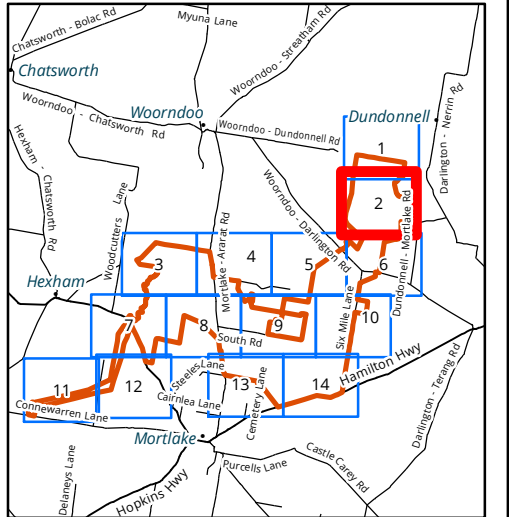 Chatsworth - Bolac Rd
Myuna Lane
Woorndoo - Streatham Rd
Chatsworth
Woorndoo - Chatsworth Rd
Woorndoo
Woorndoo - Dundonnell Rd
Dundonnell
Darlington - Nerrin Rd
Hexham - Chatsworth Rd
Woodcutters Lane
Woorndoo - Darlington Rd
Mortlake - Ararat Rd
Dundonnell - Mortlake Rd
1
2
3
4
5
6
Hexham
Six Mile Lane
7
8
9
10
South Rd
Hamilton Hwy
Steeles Lane
11
12
13
14
Cairnlea Lane
Cemetery Lane
Connewarren Lane
Darlington - Terang Rd
Mortlake
Delaneys Lane
Purcells Lane
Castle Carey Rd
Hopkins Hwy